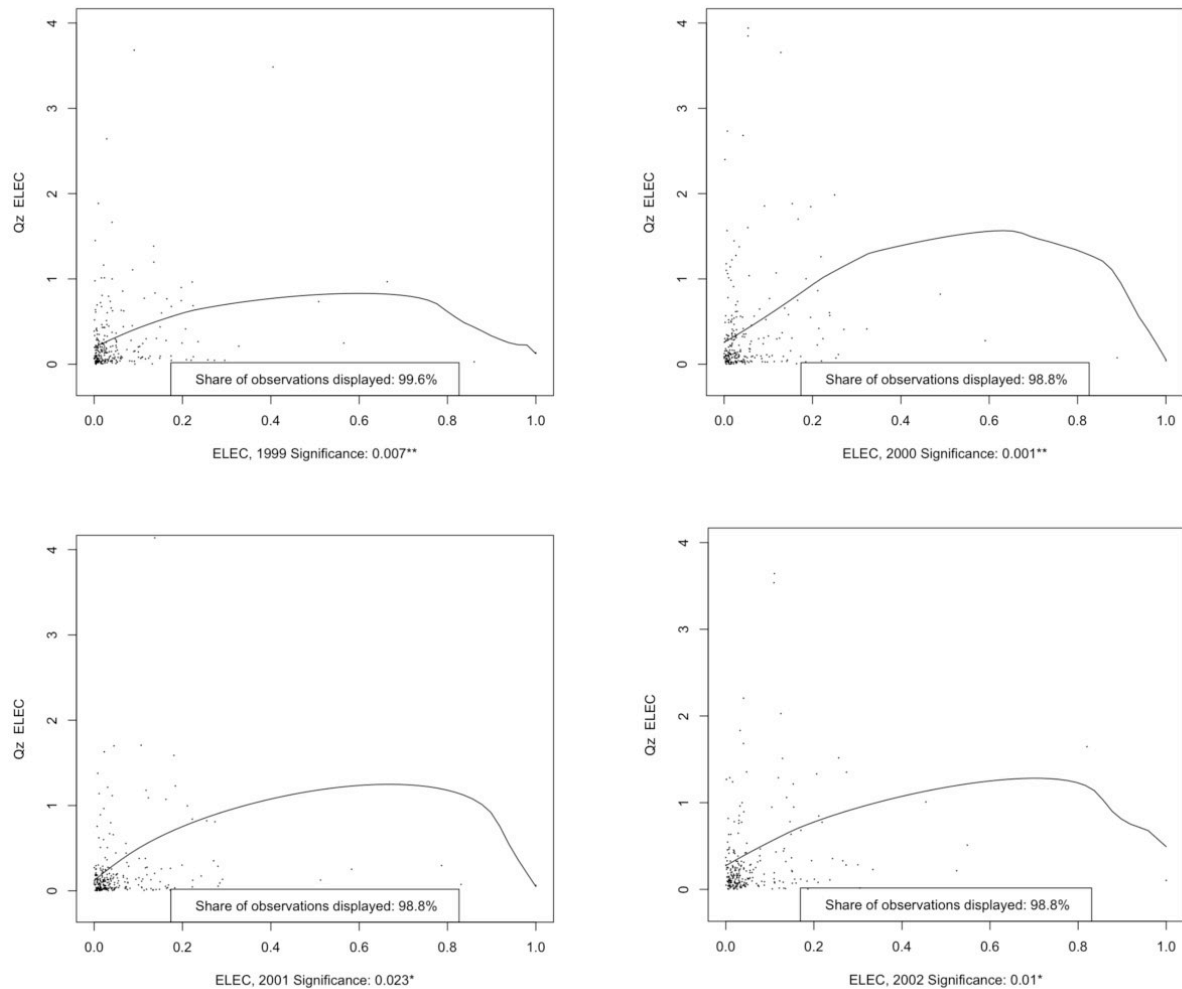 4
3
2
1
0
Qz ELEC
Share of observations displayed: 99.6%
0.0 0.2 0.4 0.6 0.8 1.0
ELEC, 1999 Significance: 0.007**
4
3
2
1
0
Qz ELEC
Share of observations displayed: 98.8%
0.0 0.2 0.4 0.6 0.8 1.0
ELEC, 2000 Significance: 0.001**
4
3
2
1
0
Qz ELEC
Share of observations displayed: 98.8%
0.0 0.2 0.4 0.6 0.8 1.0
ELEC, 2001 Significance: 0.023*
4
3
2
1
0
Qz ELEC
Share of observations displayed: 98.8%
0.0 0.2 0.4 0.6 0.8 1.0
ELEC, 2002 Significance: 0.01*